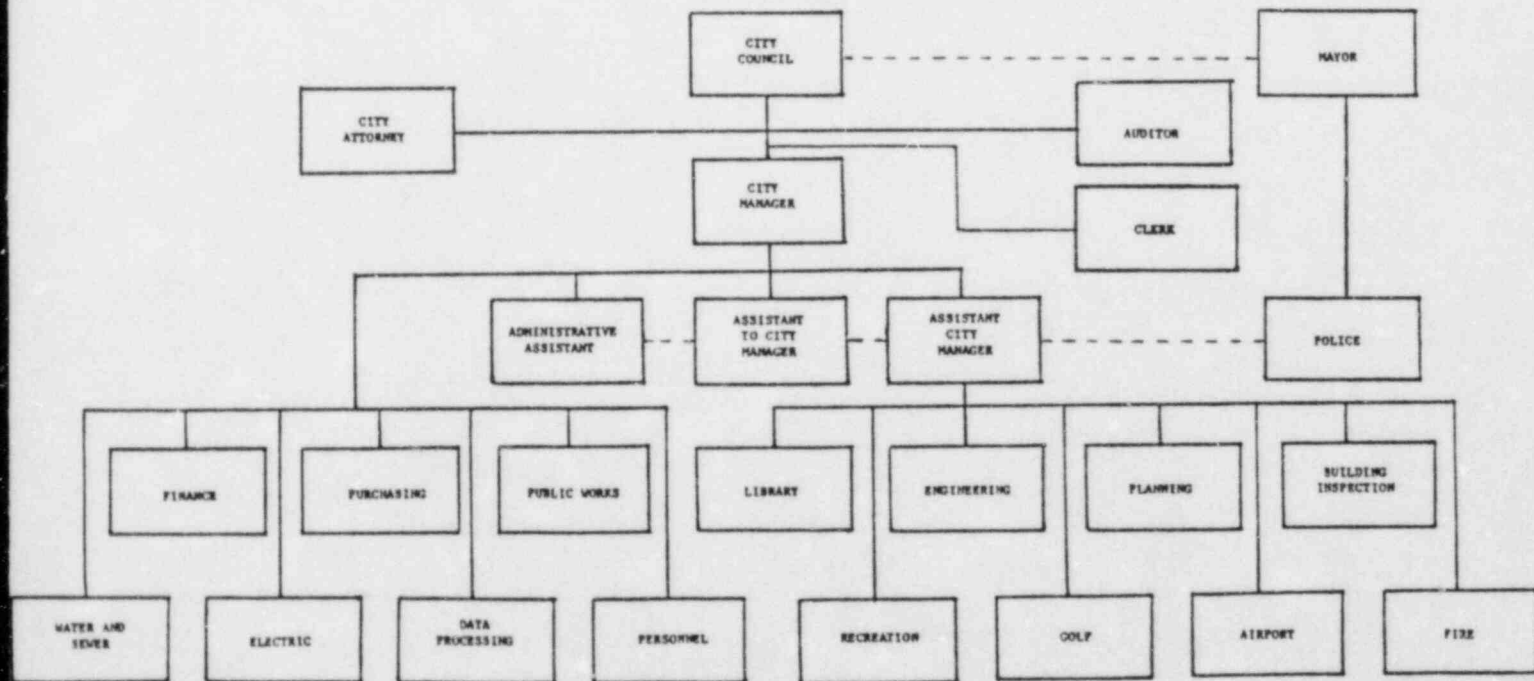 CITY
COUNCIL
MAYOR
CITY
ATTORNEY
AUDITOR
CITY
MANAGER
CLERK
ADMINISTRATIVE
ASSISTANT
ASSISTANT
TO CITY
MANAGER
ASSISTANT
CITY
MANAGER
POLICE
FINANCE
PURCHASING
PUBLIC WORKS
LIBRARY
ENGINEERING
PLANNING
BUILDING
INSPECTION
WATER AND
SEWER
ELECTRIC
DATA
PROCESSING
PERSONNEL
RECREATION
GOLF
AIRPORT
FIRE